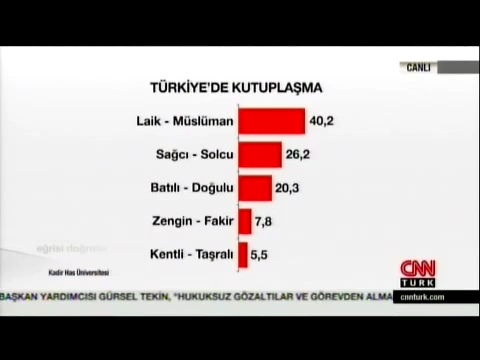 CANLI
TÜRKİYE'DE KUTUPLAŞMA
Laik - Müslüman 40,2
Sağcı - Solcu 26,2
Batılı - Doğulu 20,3
Zengin - Fakir 7,8
Kentli - Taşralı 5,5
eğrisi doğrusu
Kadir Has Üniversitesi
CNN
TÜRK
BAŞKAN YARDIMCISI GÜRSEL TEKİN, "HUKUKSUZ GÖZALTILAR VE GÖREVDEN ALMA
cnnturk.com